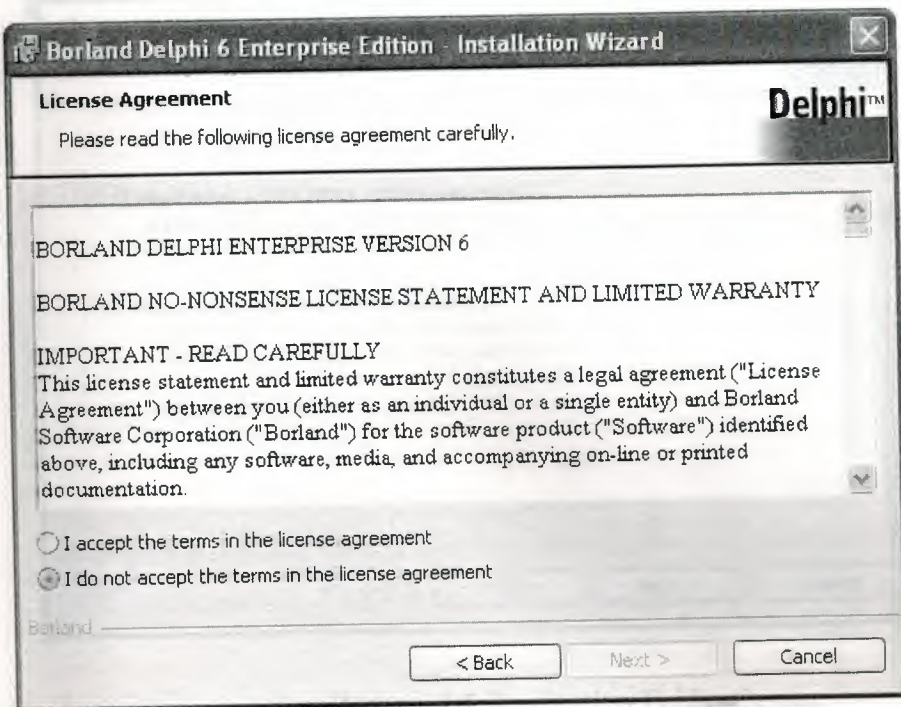 Borland Delphi 6 Enterprise Edition - Installation Wizard
License Agreement
Please read the following license agreement carefully.
Delphi™
BORLAND DELPHI ENTERPRISE VERSION 6
BORLAND NO-NONSENSE LICENSE STATEMENT AND LIMITED WARRANTY
IMPORTANT - READ CAREFULLY
This license statement and limited warranty constitutes a legal agreement ("License
Agreement") between you (either as an individual or a single entity) and Borland
Software Corporation ("Borland") for the software product ("Software") identified
above, including any software, media, and accompanying on-line or printed
documentation.
I accept the terms in the license agreement
I do not accept the terms in the license agreement
Borland
< Back
Next >
Cancel